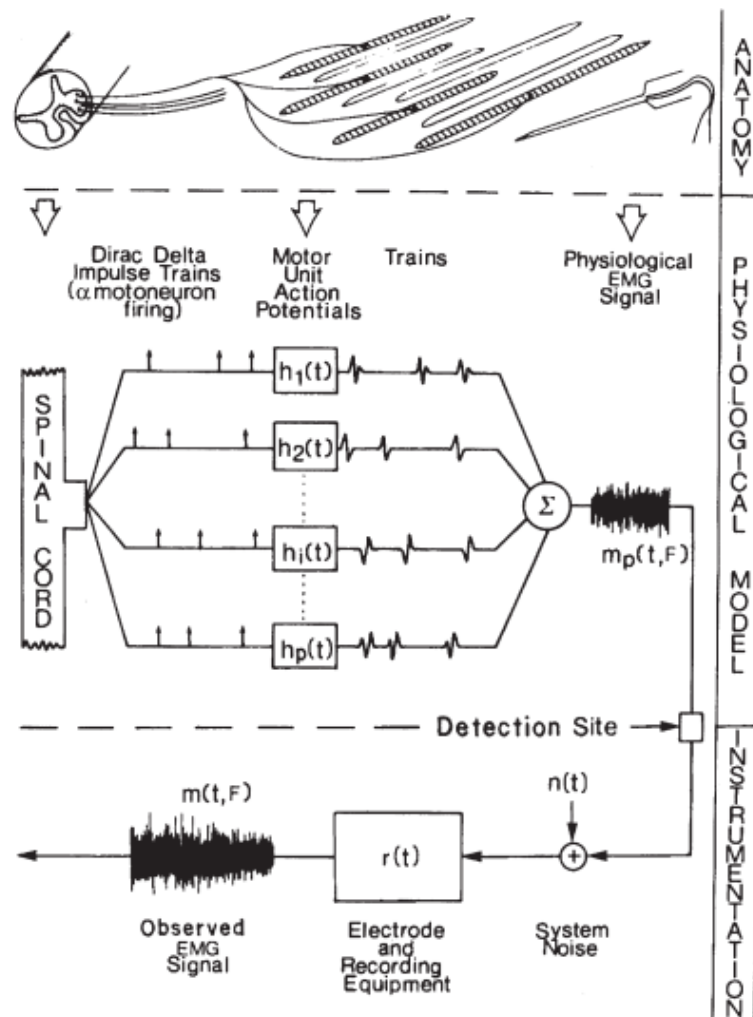 ANATOMY
Dirac Delta
Impulse Trains
(α motoneuron
firing)
Motor
Unit
Action
Potentials
Trains
Physiological
EMG
Signal
PHYSIOLOGICAL MODEL
SPINAL CORD
h₁(t)
h₂(t)
hᵢ(t)
hₚ(t)
Σ
mₚ(t,F)
Detection Site
INSTRUMENTATION
m(t,F)
n(t)
r(t)
+
Observed
EMG
Signal
Electrode
and
Recording
Equipment
System
Noise